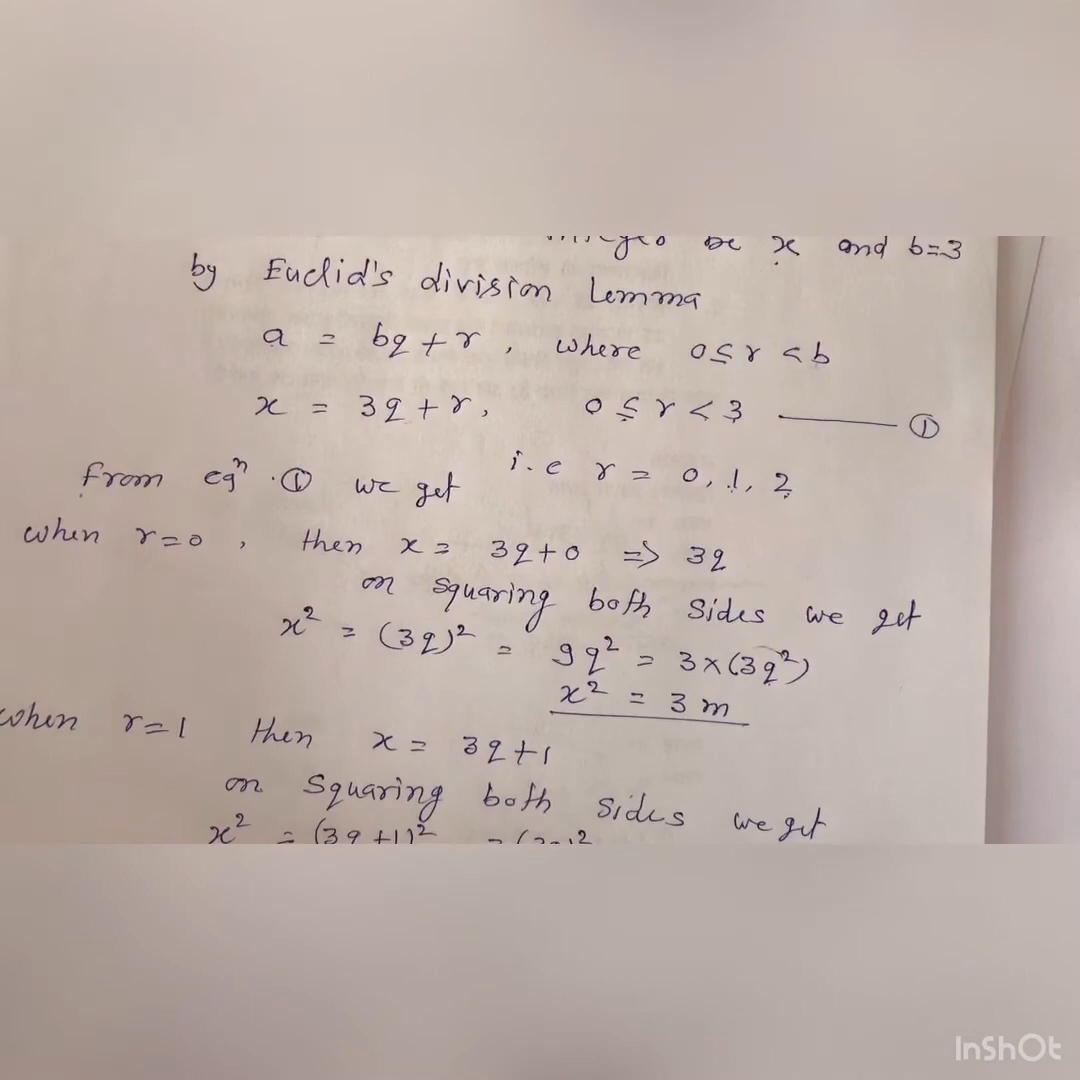 be x and b=3
by Euclid's division Lemma
a = bq + r , where 0 ≤ r < b
x = 3q + r, 0 ≤ r < 3 ——— ①
i.e r = 0, 1, 2
from eqⁿ . ① we get
when r=0 , then x = 3q+0 => 3q
on squaring both sides we get
x² = (3q)² = 9q² = 3×(3q²)
x² = 3m
when r=1 then x = 3q+1
on squaring both sides we get
x² = (3q+1)²
InShOt